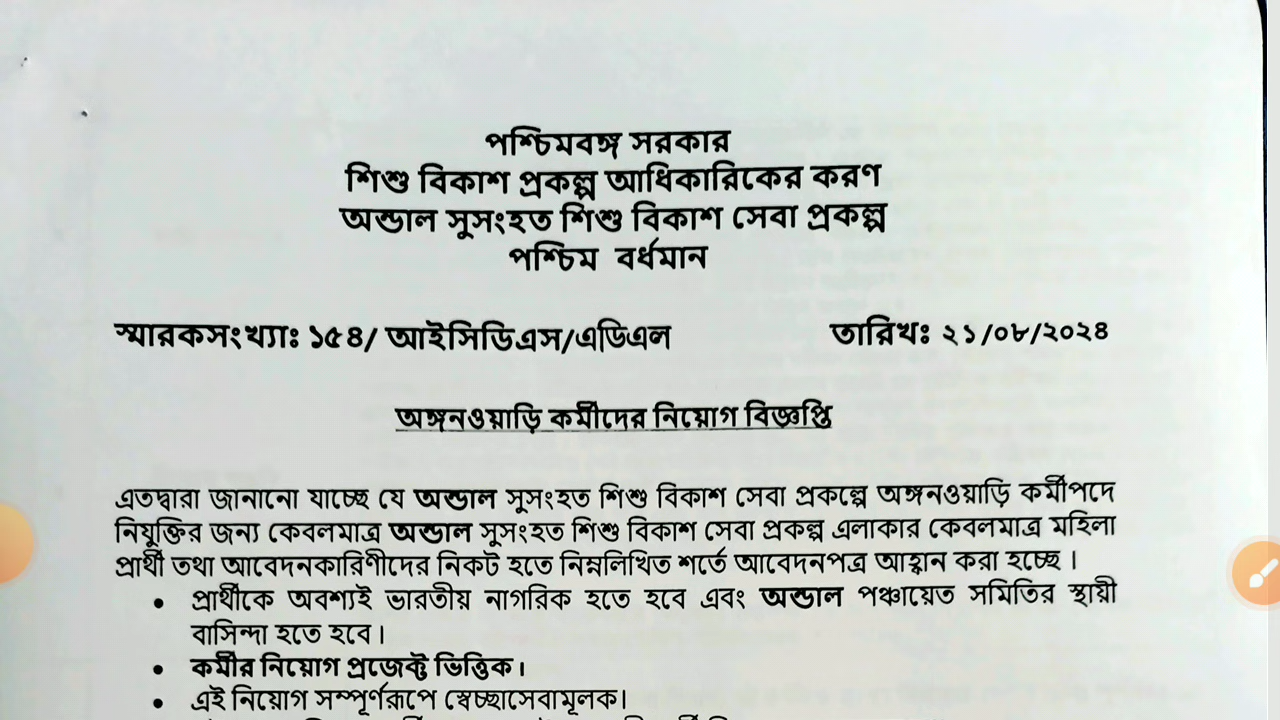 পশ্চিমবঙ্গ সরকার
শিশু বিকাশ প্রকল্প আধিকারিকের করণ
অন্ডাল সুসংহত শিশু বিকাশ সেবা প্রকল্প
পশ্চিম বর্ধমান
স্মারকসংখ্যাঃ ১৫৪/ আইসিডিএস/এডিএল তারিখঃ ২১/০৮/২০২৪
অঙ্গনওয়াড়ি কর্মীদের নিয়োগ বিজ্ঞপ্তি
এতদ্বারা জানানো যাচ্ছে যে অন্ডাল সুসংহত শিশু বিকাশ সেবা প্রকল্পে অঙ্গনওয়াড়ি কর্মীপদে
নিযুক্তির জন্য কেবলমাত্র অন্ডাল সুসংহত শিশু বিকাশ সেবা প্রকল্প এলাকার কেবলমাত্র মহিলা
প্রার্থী তথা আবেদনকারিণীদের নিকট হতে নিম্নলিখিত শর্তে আবেদনপত্র আহ্বান করা হচ্ছে ।
• প্রার্থীকে অবশ্যই ভারতীয় নাগরিক হতে হবে এবং অন্ডাল পঞ্চায়েত সমিতির স্থায়ী
বাসিন্দা হতে হবে।
• কর্মীর নিয়োগ প্রজেক্ট ভিত্তিক।
• এই নিয়োগ সম্পূর্ণরূপে স্বেচ্ছাসেবামূলক।